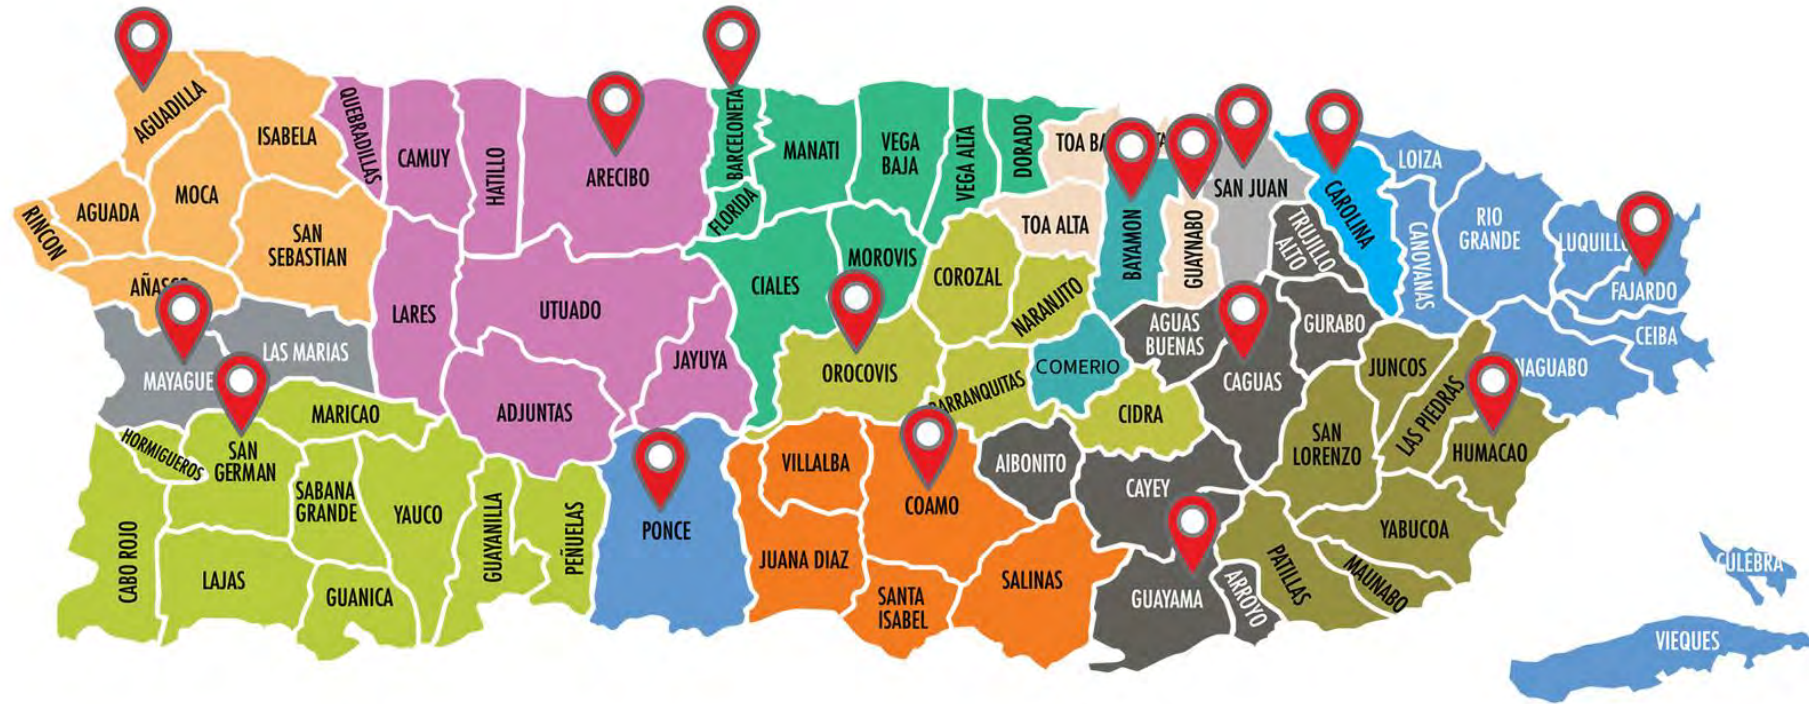 AGUADILLA
ISABELA
QUEBRADILLAS
CAMUY
HATILLO
ARECIBO
BARCELONETA
FLORIDA
MANATI
VEGA
BAJA
VEGA ALTA
DORADO
TOA
TOA ALTA
BAYAMON
GUAYNABO
SAN JUAN
TRUJILLO
ALTO
CAROLINA
LOIZA
CANOVANAS
RIO
GRANDE
FAJARDO
CEIBA
NAGUABO
RINCON
AGUADA
MOCA
SAN
SEBASTIAN
LARES
UTUADO
CIALES
MOROVIS
COROZAL
NARANJITO
AGUAS
BUENAS
GURABO
LAS MARIAS
JAYUYA
ADJUNTAS
OROCOVIS
COMERIO
CIDRA
CAGUAS
JUNCOS
LAS PIEDRAS
SAN
LORENZO
HUMACAO
MARICAO
HORMIGUEROS
SAN
GERMAN
SABANA
GRANDE
YAUCO
GUAYANILLA
PEÑUELAS
PONCE
VILLALBA
COAMO
AIBONITO
CAYEY
YABUCOA
CABO ROJO
LAJAS
GUANICA
JUANA DIAZ
SANTA
ISABEL
SALINAS
GUAYAMA
ARROYO
PATILLAS
MAUNABO
CULEBRA
VIEQUES